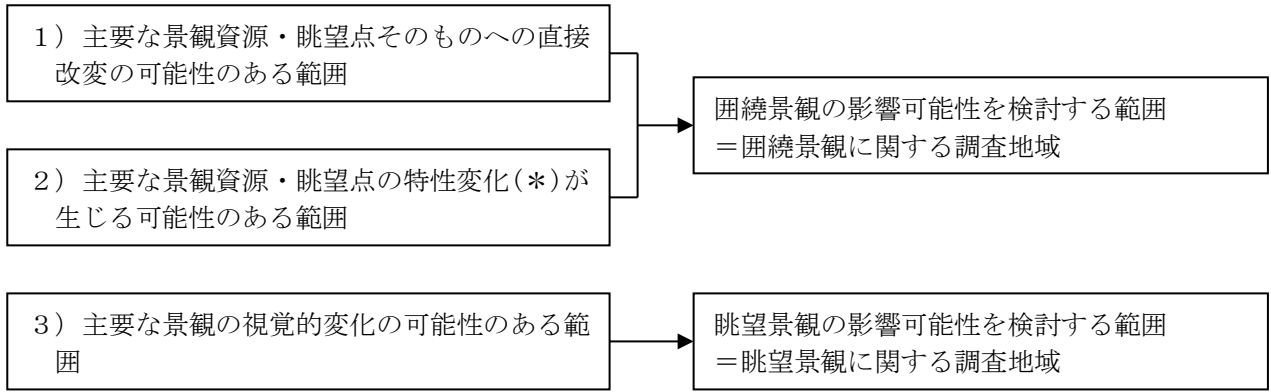 1）主要な景観資源・眺望点そのものへの直接
改変の可能性のある範囲
2）主要な景観資源・眺望点の特性変化(＊)が
生じる可能性のある範囲
囲繞景観の影響可能性を検討する範囲
＝囲繞景観に関する調査地域
3）主要な景観の視覚的変化の可能性のある範
囲
眺望景観の影響可能性を検討する範囲
＝眺望景観に関する調査地域